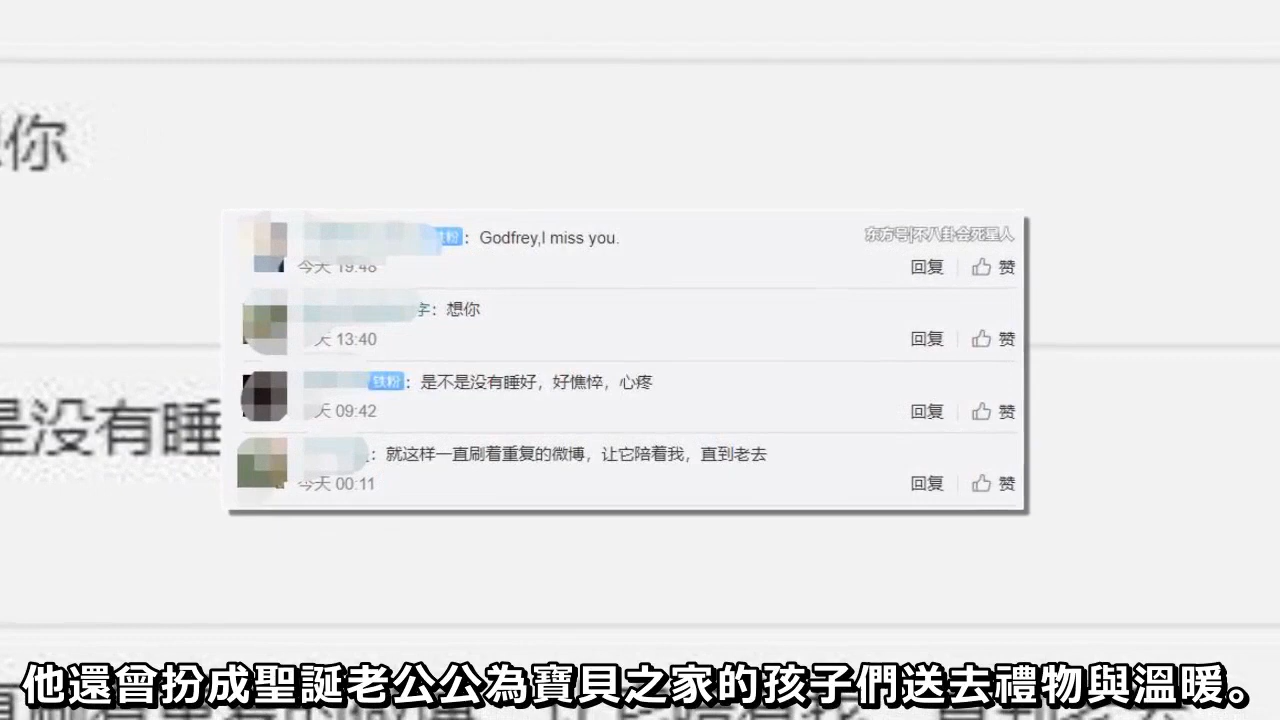 你
铁粉：Godfrey,I miss you.
东方号|不八卦会死星人
今天 19:48
回复 赞
字：想你
天 13:40
回复 赞
铁粉：是不是没有睡好，好憔悴，心疼
天 09:42
回复 赞
是没有睡
：就这样一直刷着重复的微博，让它陪着我，直到老去
今天 00:11
回复 赞
他還曾扮成聖誕老公公為寶貝之家的孩子們送去禮物與溫暖。